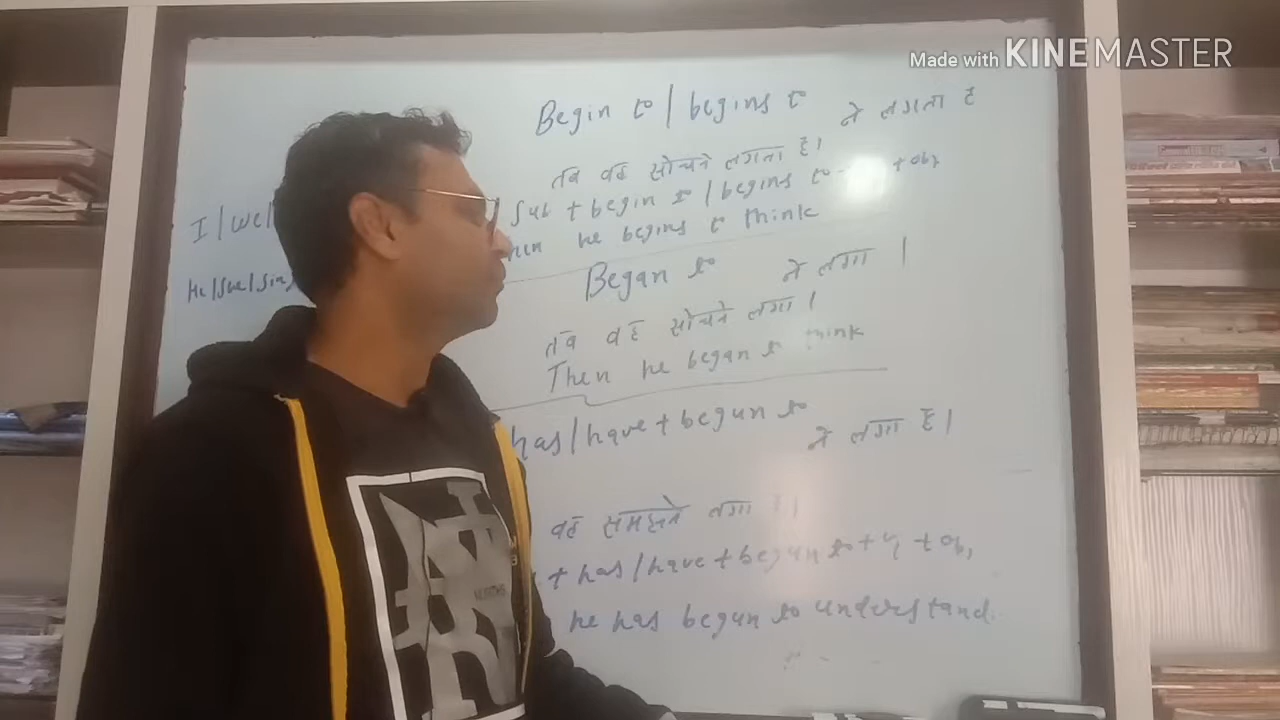 Made with KINEMASTER
Begin to | begins to ने लगता है
तब वह सोचने लगता है।
I | we |
Sub + begin to | begins to + obj
he begins to think
He | She | Sing
Began to ने लगा |
तब वह सोचने लगा |
Then he began to think
has | have + begun to ने लगा है।
वह समझने लगा है।
+ has | have + begun to + v1 + obj
he has begun to understand.